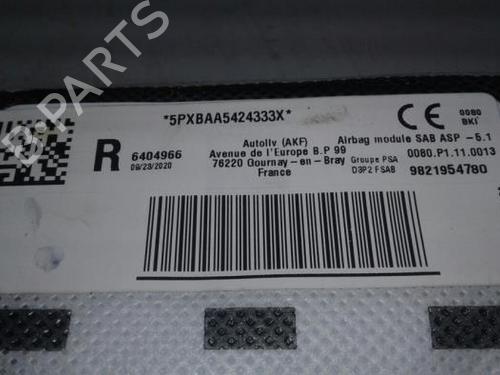 *5PXBAA5424333X*
CE
0080
BKI
R
6404966
09/23/2020
Autoliv (AKF)
Avenue de l'Europe B.P 99
76220 Gournay-en-Bray
France
Airbag module SAB ASP -5.1
0080.P1.11.0013
Groupe PSA
D3P2 FSAB
9821954780
B-PARTS